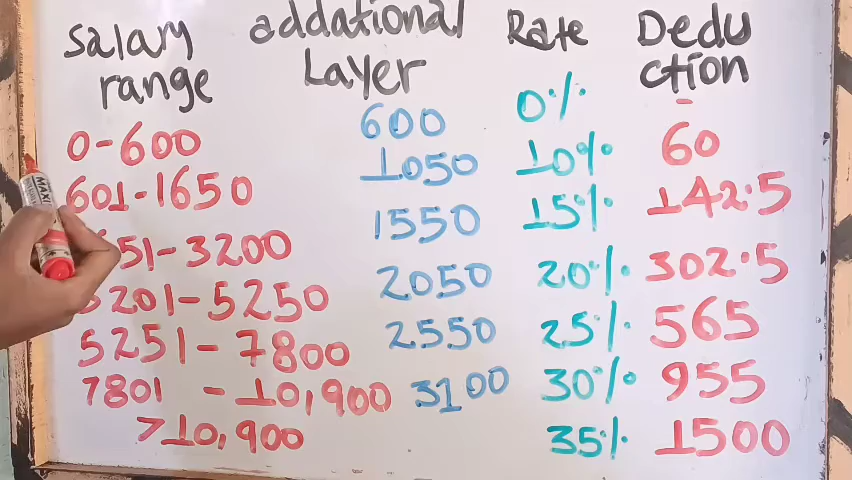 Salary addational Rate Dedu
range Layer ction
0-600 600 0% -
601-1650 1050 10% 60
51-3200 1550 15% 142.5
3201-5250 2050 20% 302.5
5251-7800 2550 25% 565
7801 - 10,900 3100 30% 955
>10,900 35% 1500
MAXI